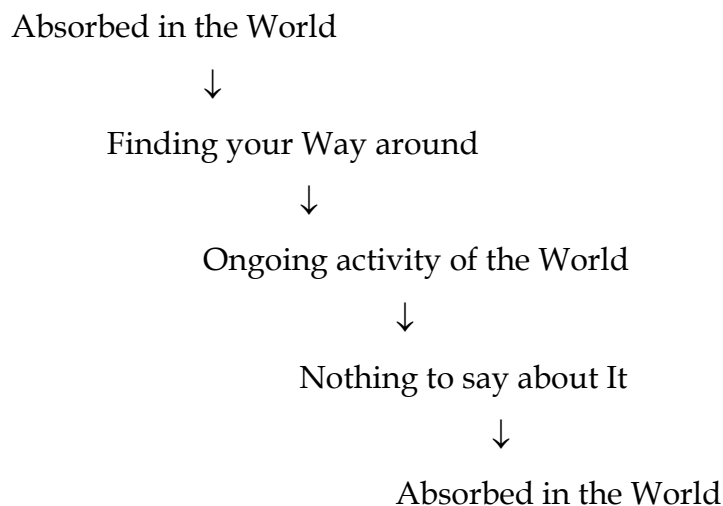 Absorbed in the World
↓
Finding your Way around
↓
Ongoing activity of the World
↓
Nothing to say about It
↓
Absorbed in the World